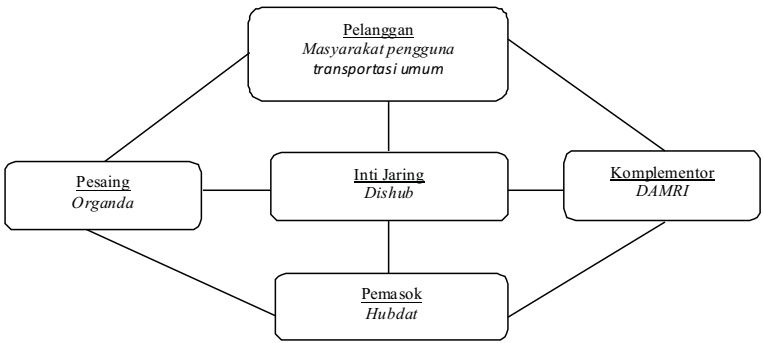 Pelanggan
Masyarakat pengguna
transportasi umum
Pesaing
Organda
Inti Jaring
Dishub
Komplementor
DAMRI
Pemasok
Hubdat